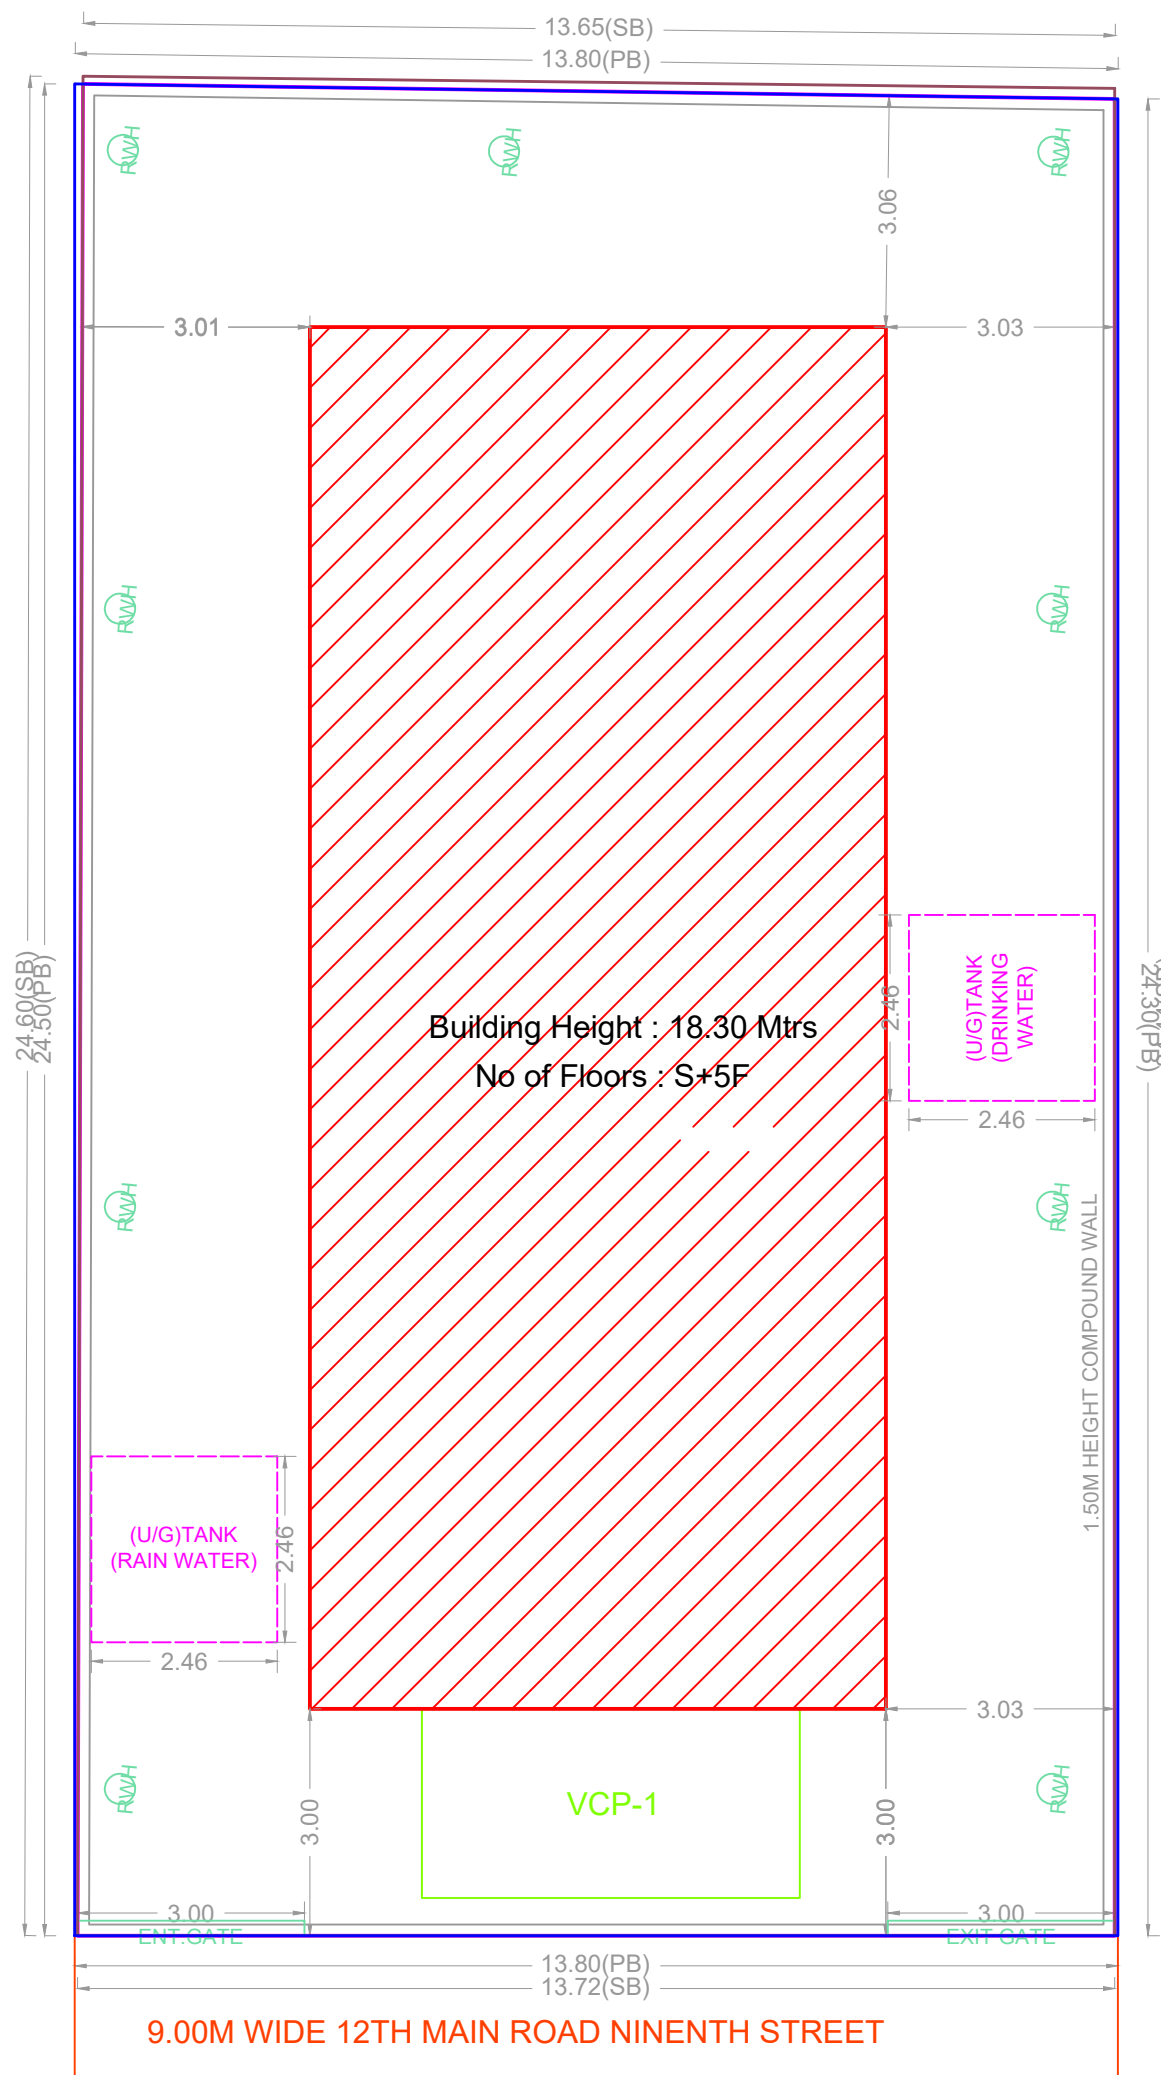 13.65(SB)
13.80(PB)
RWH
RWH
RWH
3.06
3.01
3.03
RWH
RWH
24.60(SB)
24.50(PB)
24.30(PB)
2.46
(U/G)TANK
(DRINKING
WATER)
Building Height : 18.30 Mtrs
No of Floors : S+5F
2.46
RWH
RWH
1.50M HEIGHT COMPOUND WALL
(U/G)TANK
(RAIN WATER)
2.46
2.46
3.03
RWH
VCP-1
RWH
3.00
3.00
3.00
3.00
ENT.GATE
EXIT GATE
13.80(PB)
13.72(SB)
9.00M WIDE 12TH MAIN ROAD NINENTH STREET